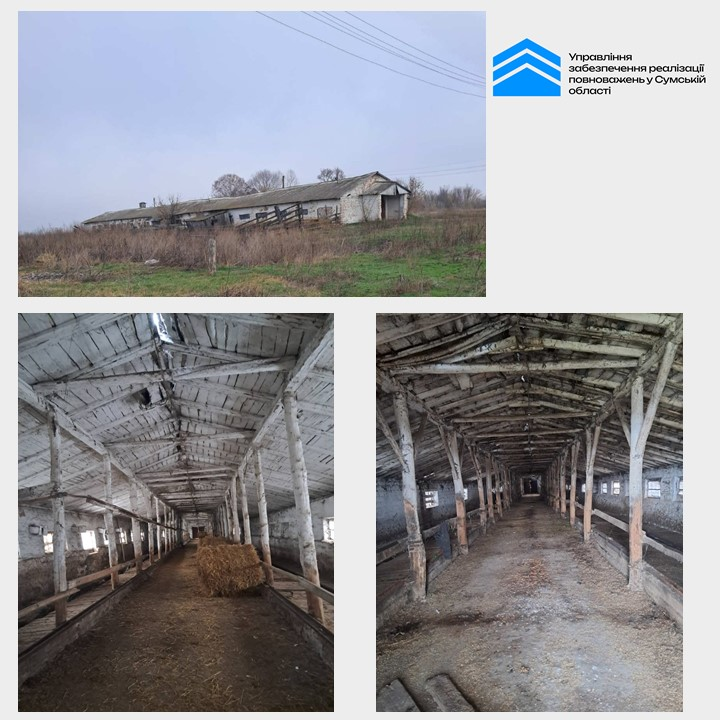 Управління
забезпечення реалізації
повноважень у Сумській
області